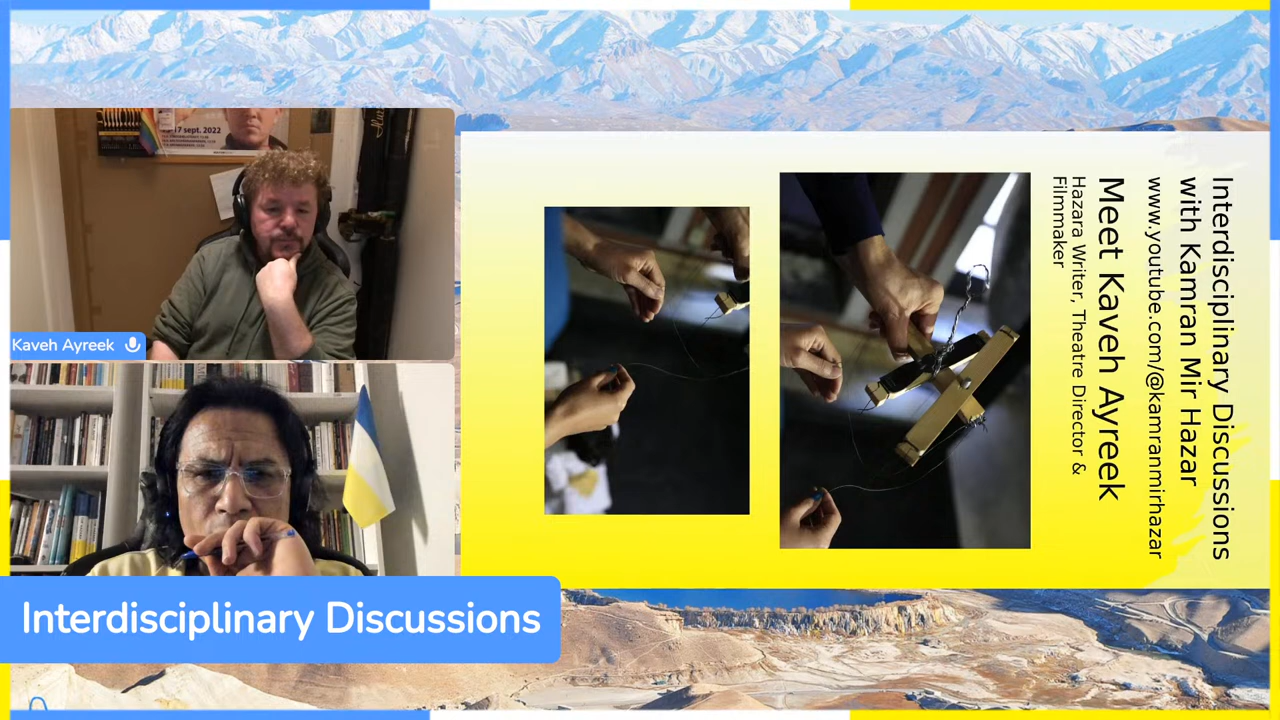 17 sept. 2022
Kaveh Ayreek
Interdisciplinary Discussions
Interdisciplinary Discussions
with Kamran Mir Hazar
www.youtube.com/@kamranmirhazar
Meet Kaveh Ayreek
Hazara Writer, Theatre Director &
Filmmaker